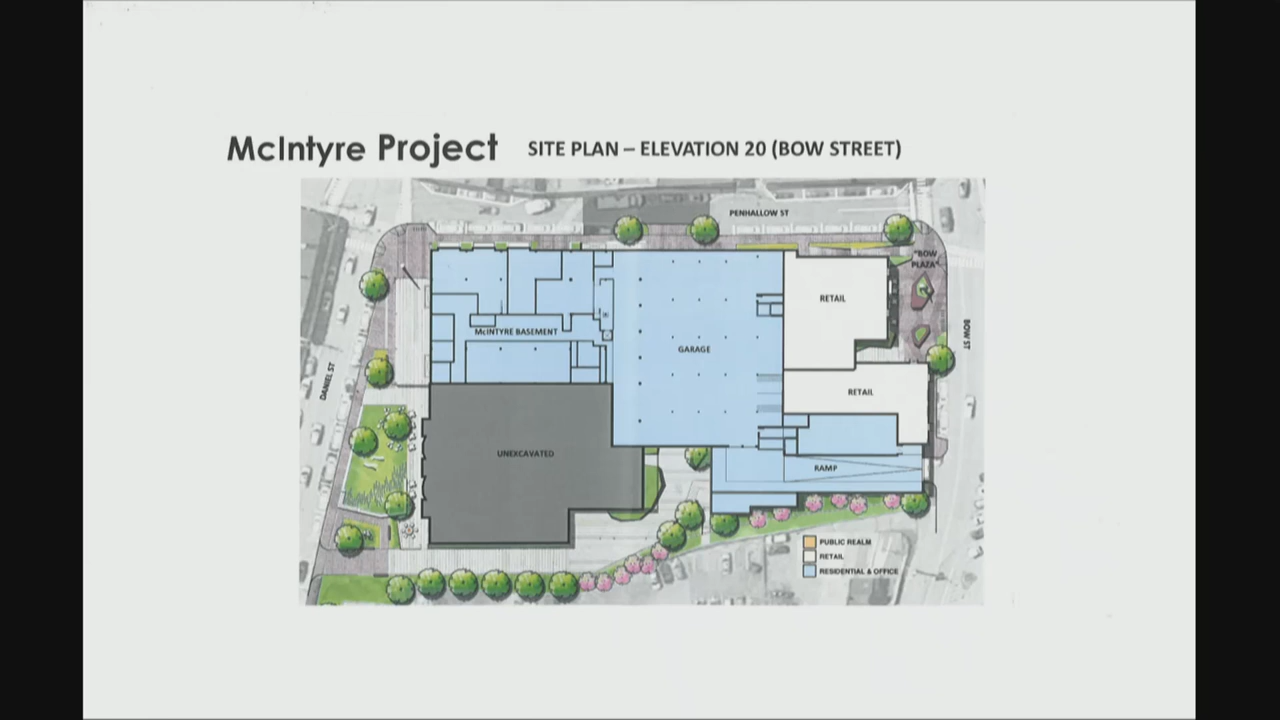 McIntyre Project
SITE PLAN – ELEVATION 20 (BOW STREET)
PENHALLOW ST
"BOW
PLAZA"
RETAIL
McINTYRE BASEMENT
GARAGE
BOW ST
DANIEL ST
RETAIL
UNEXCAVATED
RAMP
PUBLIC REALM
RETAIL
RESIDENTIAL & OFFICE